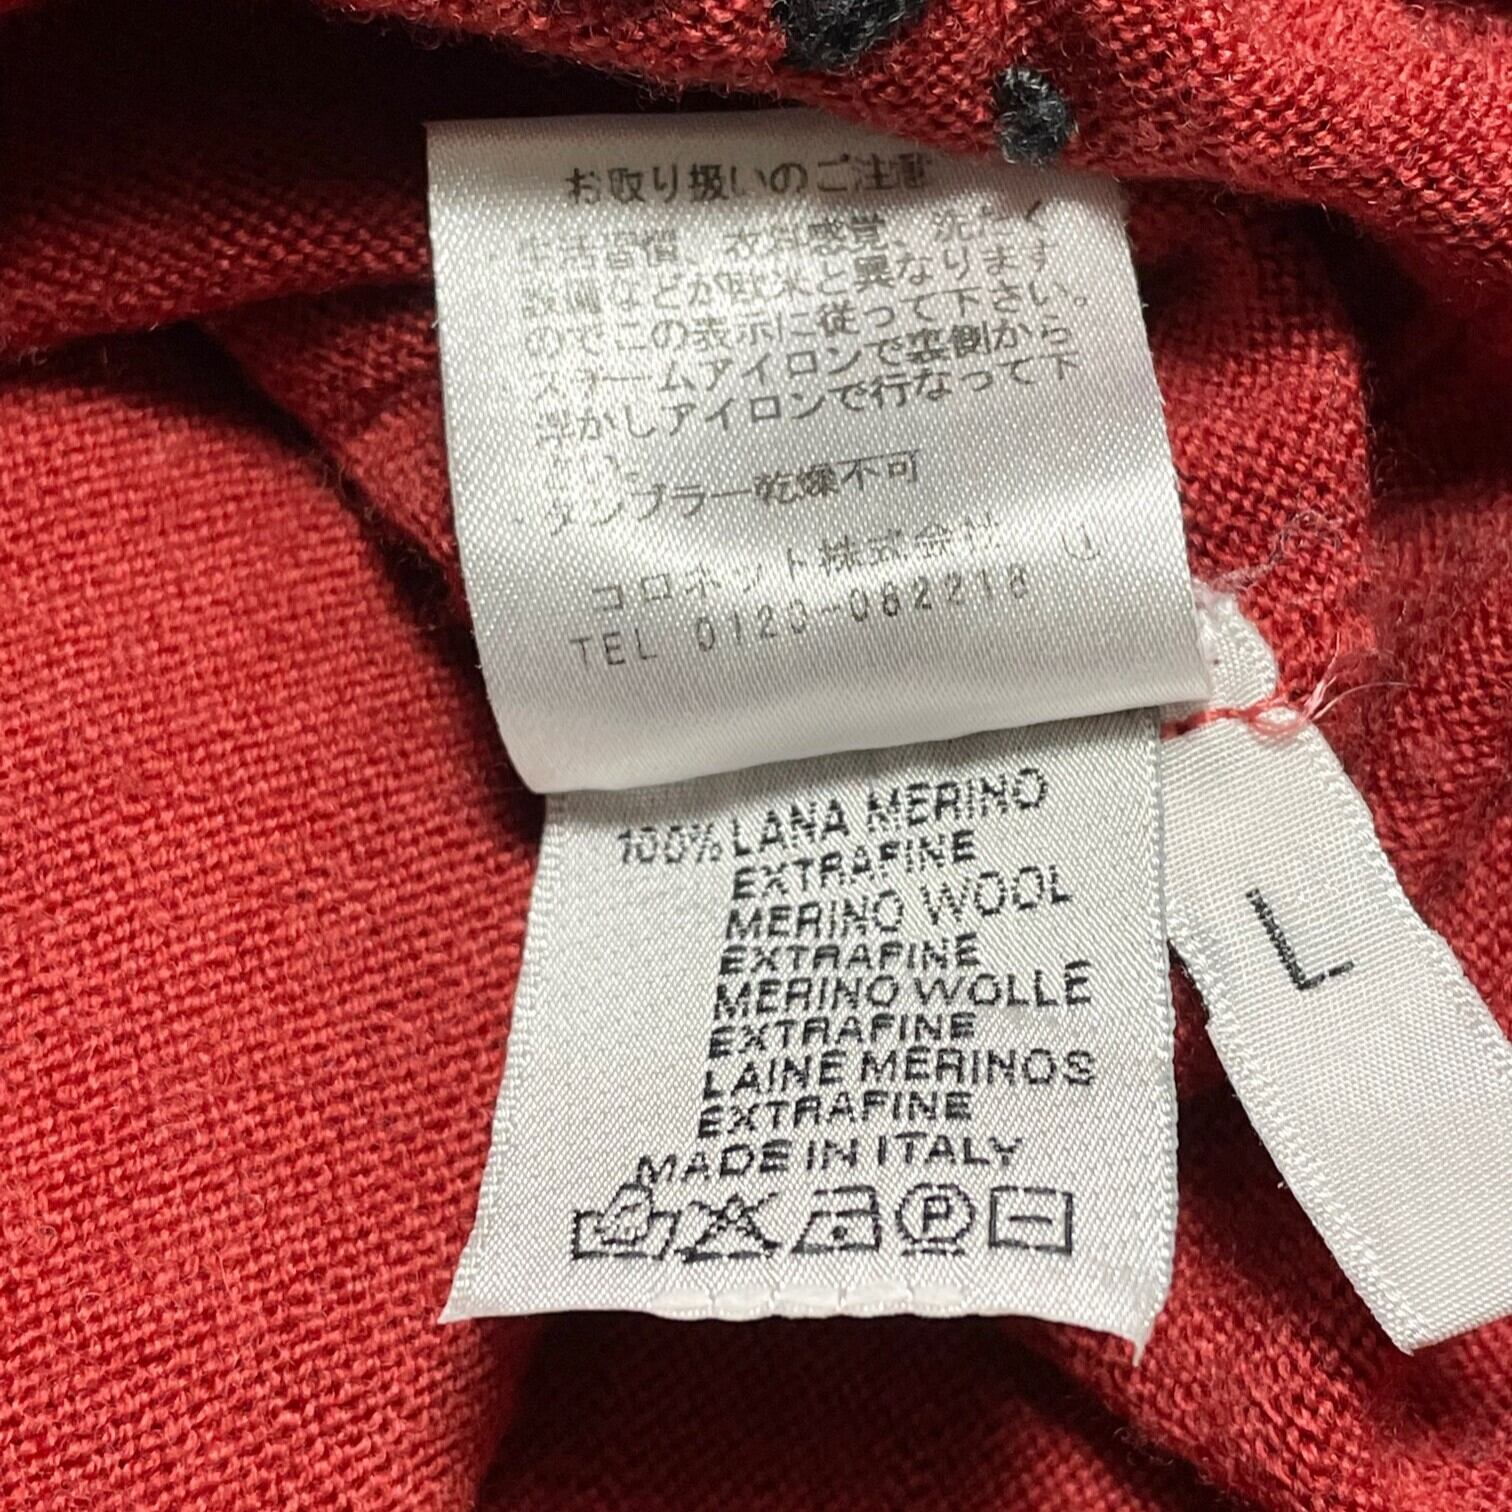 お取り扱いのご注意
生活習慣、衣料感覚、洗たく
設備などが欧米と異なります
のでこの表示に従って下さい。
スチームアイロンで裏側から
浮かしアイロンで行なって下
さい。
タンブラー乾燥不可
コロネット株式会社
TEL 0120-062218
100% LANA MERINO
EXTRAFINE
MERINO WOOL
EXTRAFINE
MERINO WOLLE
EXTRAFINE
LAINE MERINOS
EXTRAFINE
MADE IN ITALY
P
L